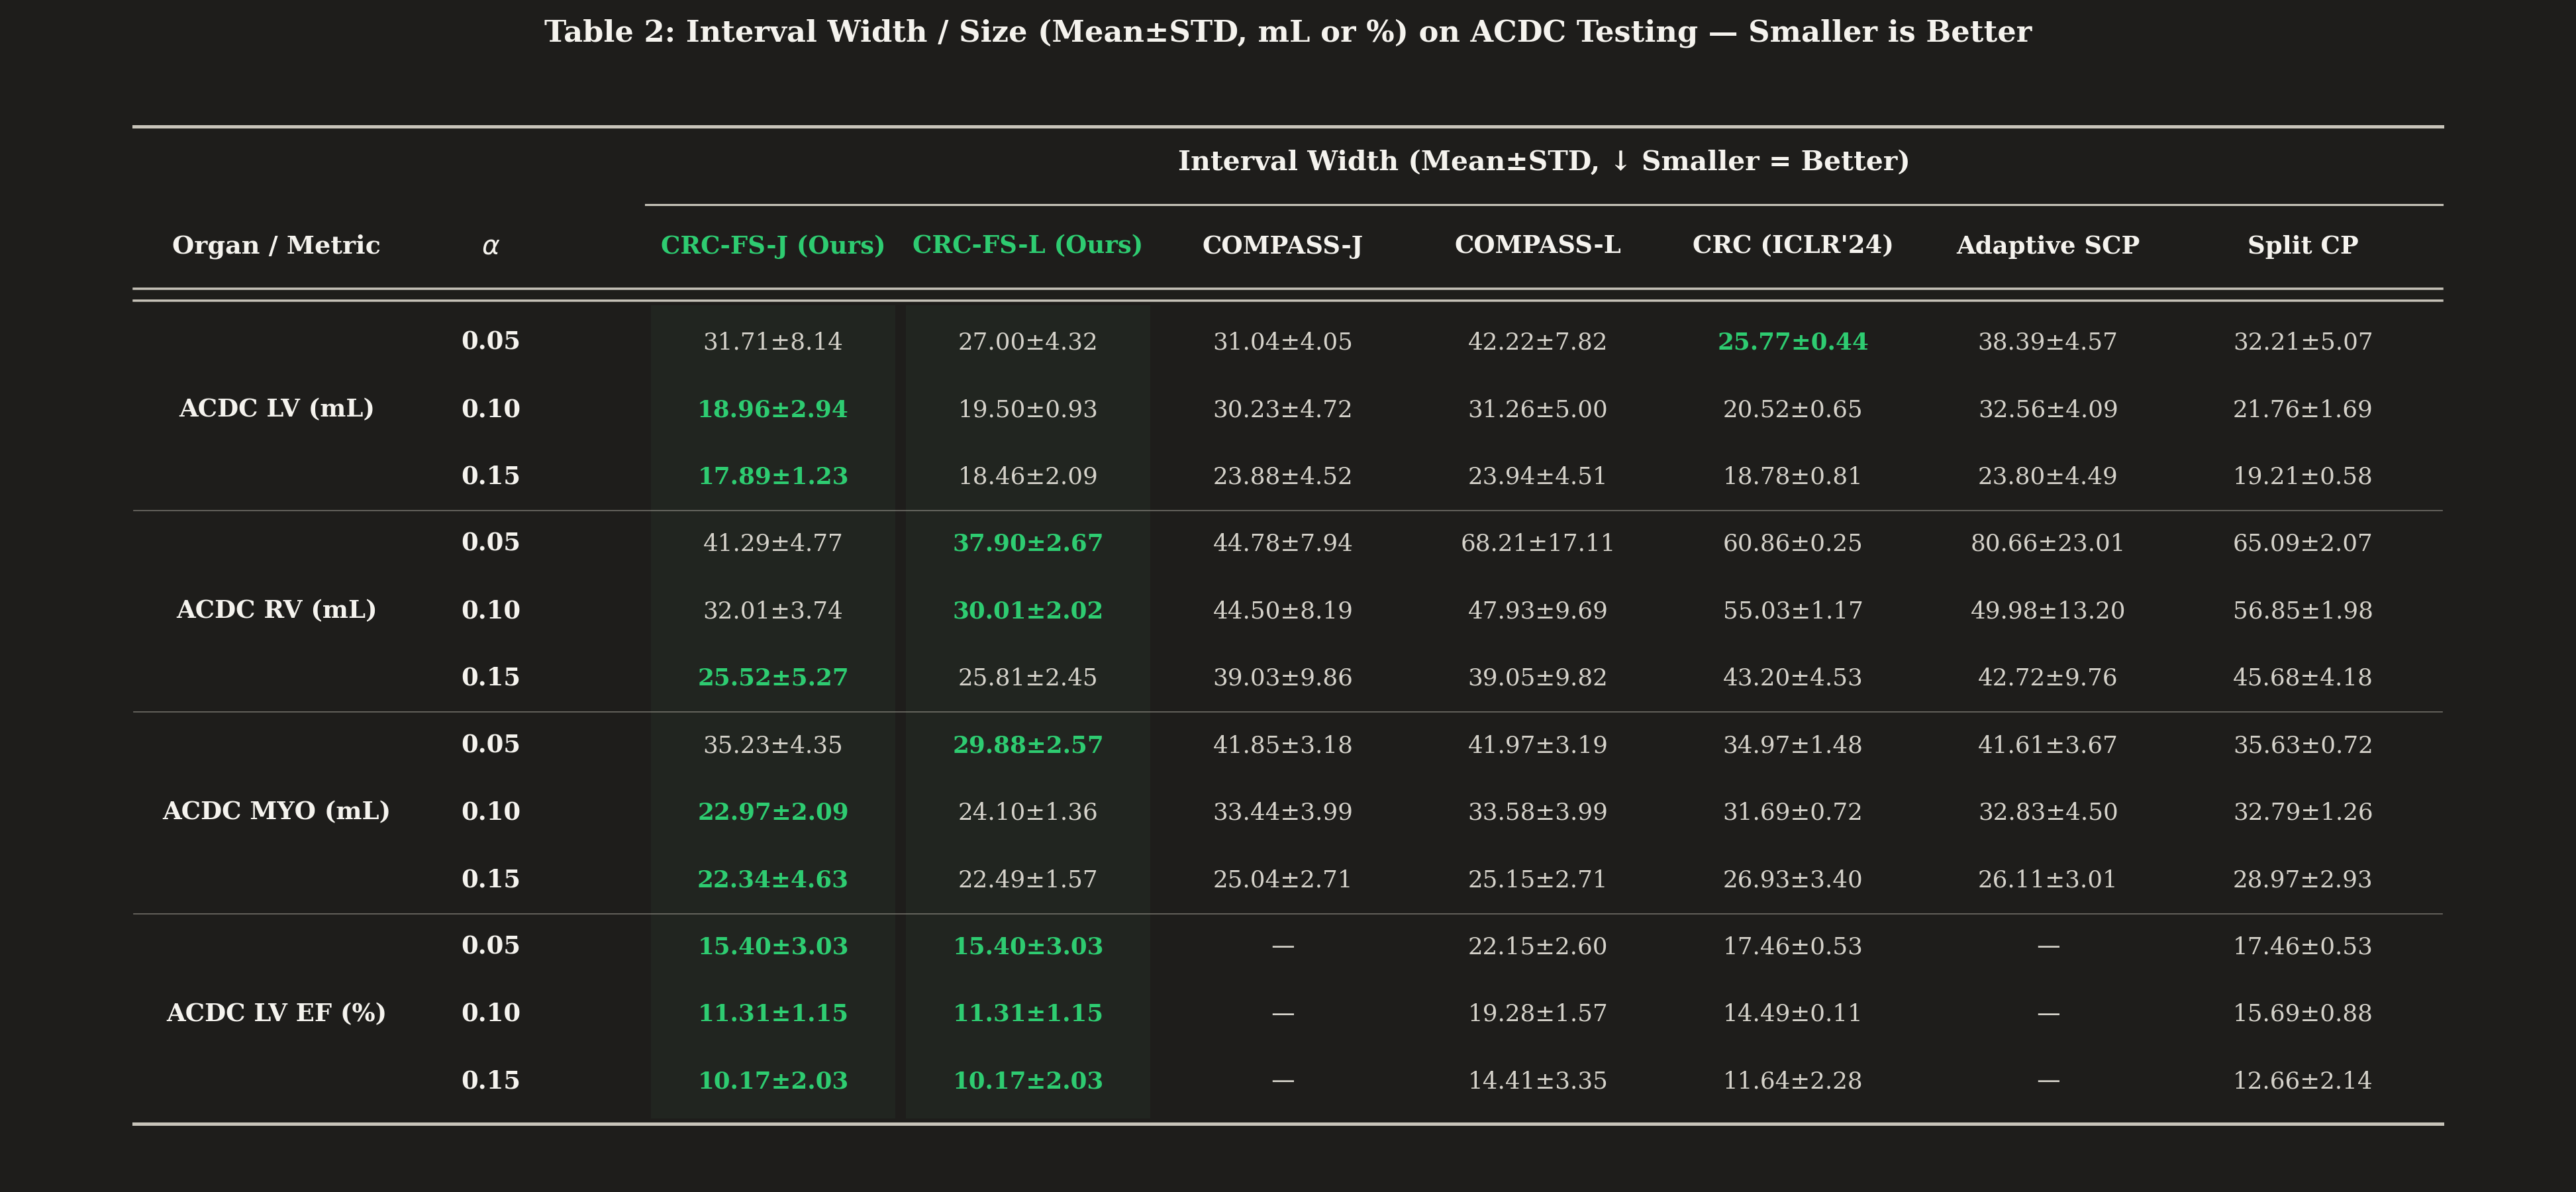 Table 2: Interval Width / Size (Mean±STD, mL or %) on ACDC Testing — Smaller is Better
Interval Width (Mean±STD, ↓ Smaller = Better)
Organ / Metric α CRC-FS-J (Ours) CRC-FS-L (Ours) COMPASS-J COMPASS-L CRC (ICLR'24) Adaptive SCP Split CP
0.05 31.71±8.14 27.00±4.32 31.04±4.05 42.22±7.82 25.77±0.44 38.39±4.57 32.21±5.07
ACDC LV (mL) 0.10 18.96±2.94 19.50±0.93 30.23±4.72 31.26±5.00 20.52±0.65 32.56±4.09 21.76±1.69
0.15 17.89±1.23 18.46±2.09 23.88±4.52 23.94±4.51 18.78±0.81 23.80±4.49 19.21±0.58
0.05 41.29±4.77 37.90±2.67 44.78±7.94 68.21±17.11 60.86±0.25 80.66±23.01 65.09±2.07
ACDC RV (mL) 0.10 32.01±3.74 30.01±2.02 44.50±8.19 47.93±9.69 55.03±1.17 49.98±13.20 56.85±1.98
0.15 25.52±5.27 25.81±2.45 39.03±9.86 39.05±9.82 43.20±4.53 42.72±9.76 45.68±4.18
0.05 35.23±4.35 29.88±2.57 41.85±3.18 41.97±3.19 34.97±1.48 41.61±3.67 35.63±0.72
ACDC MYO (mL) 0.10 22.97±2.09 24.10±1.36 33.44±3.99 33.58±3.99 31.69±0.72 32.83±4.50 32.79±1.26
0.15 22.34±4.63 22.49±1.57 25.04±2.71 25.15±2.71 26.93±3.40 26.11±3.01 28.97±2.93
0.05 15.40±3.03 15.40±3.03 — 22.15±2.60 17.46±0.53 — 17.46±0.53
ACDC LV EF (%) 0.10 11.31±1.15 11.31±1.15 — 19.28±1.57 14.49±0.11 — 15.69±0.88
0.15 10.17±2.03 10.17±2.03 — 14.41±3.35 11.64±2.28 — 12.66±2.14